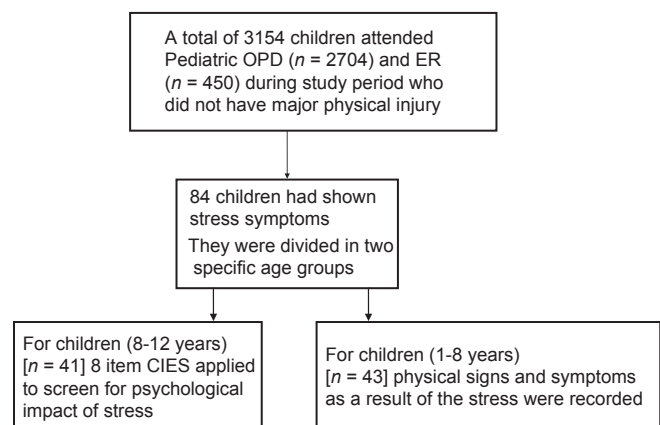 A total of 3154 children attended
Pediatric OPD (n = 2704) and ER
(n = 450) during study period who
did not have major physical injury
84 children had shown
stress symptoms
They were divided in two
specific age groups
For children (8-12 years)
[n = 41] 8 item CIES applied
to screen for psychological
impact of stress
For children (1-8 years)
[n = 43] physical signs and symptoms
as a result of the stress were recorded